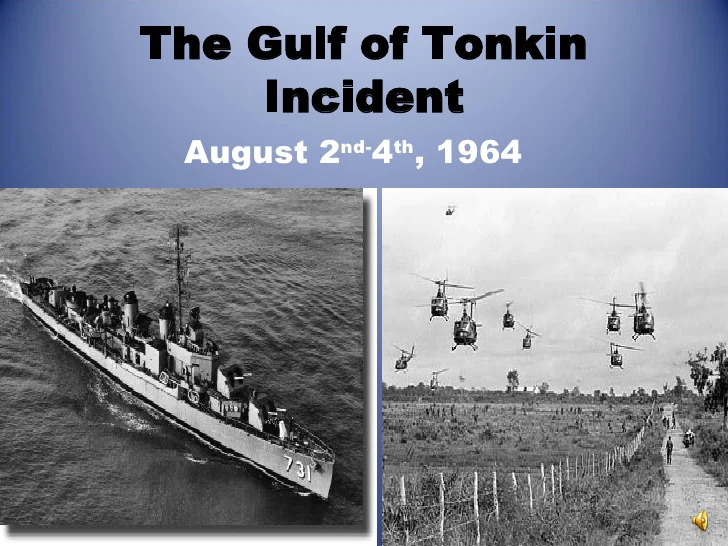 The Gulf of Tonkin
Incident
August 2nd-4th, 1964
731